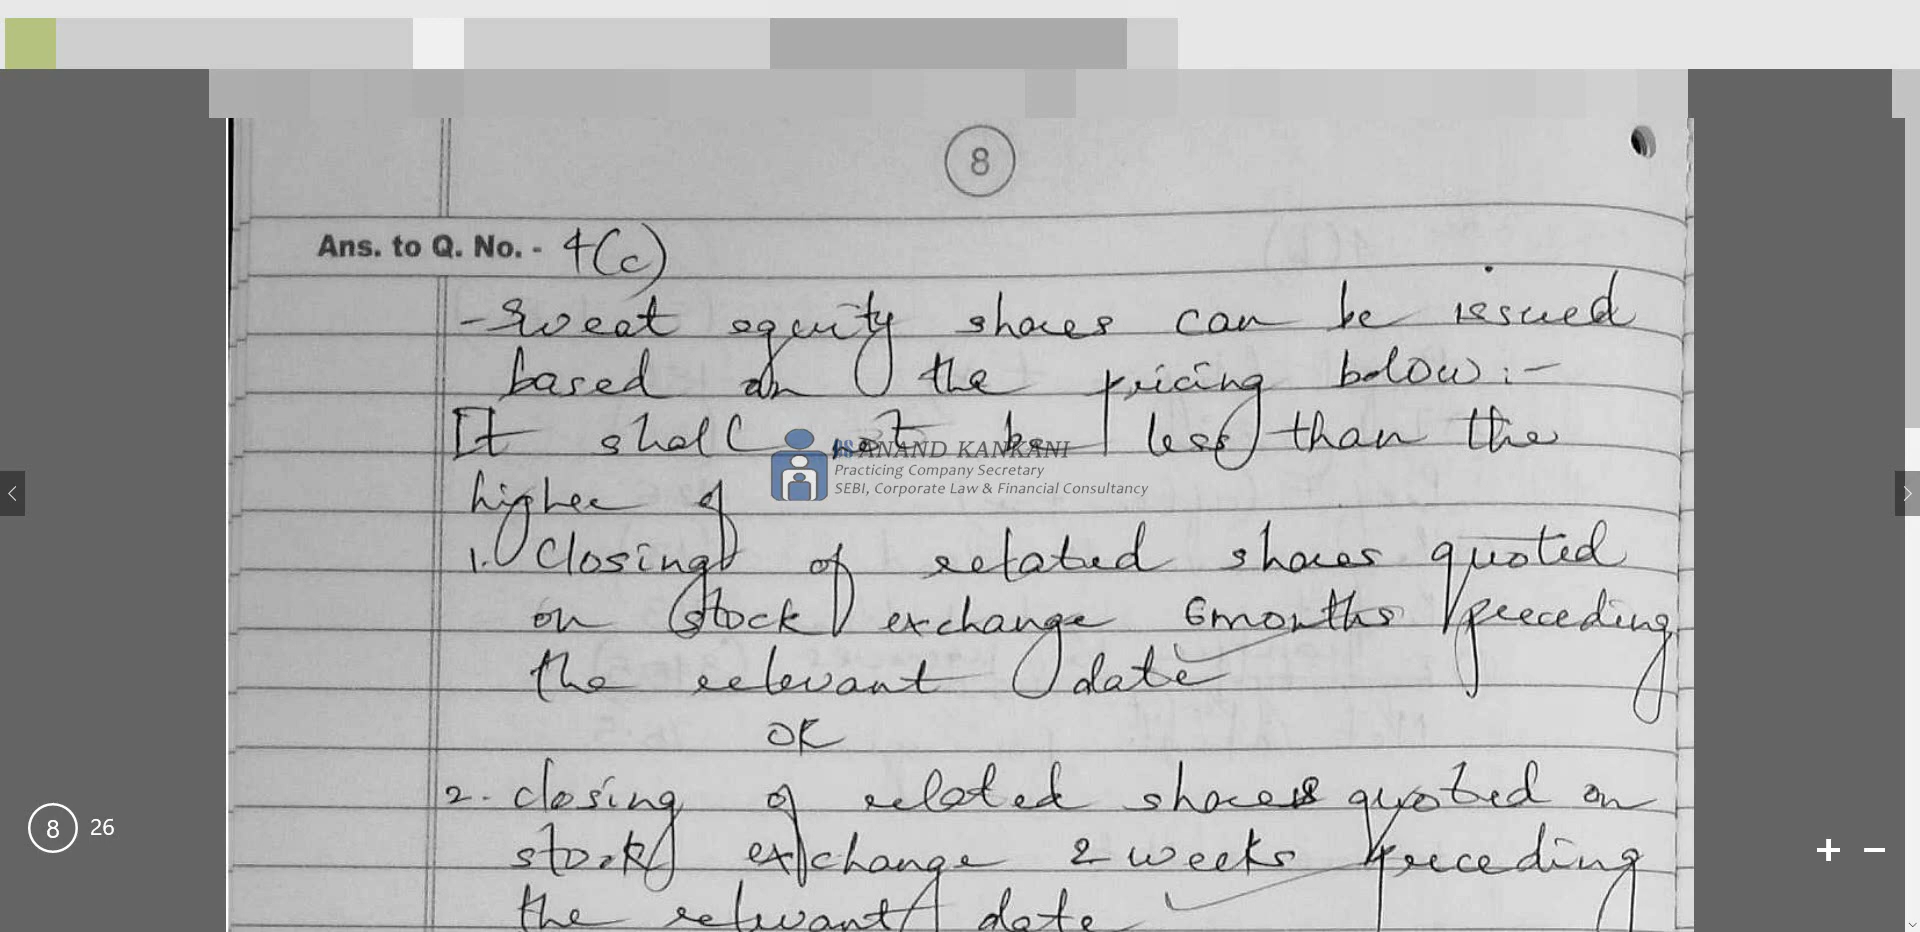 8
Ans. to Q. No. - 4(c)
- Sweat equity shares can be issued
based on the pricing below :-
It shall not be less than the
higher of
1. Closing of related shares quoted
on stock exchange 6months preceding
the relevant date
OR
2. closing of related shares quoted on
stock exchange 2 weeks preceding
the relevant date
CS ANAND KANKANI
Practicing Company Secretary
SEBI, Corporate Law & Financial Consultancy
8 26